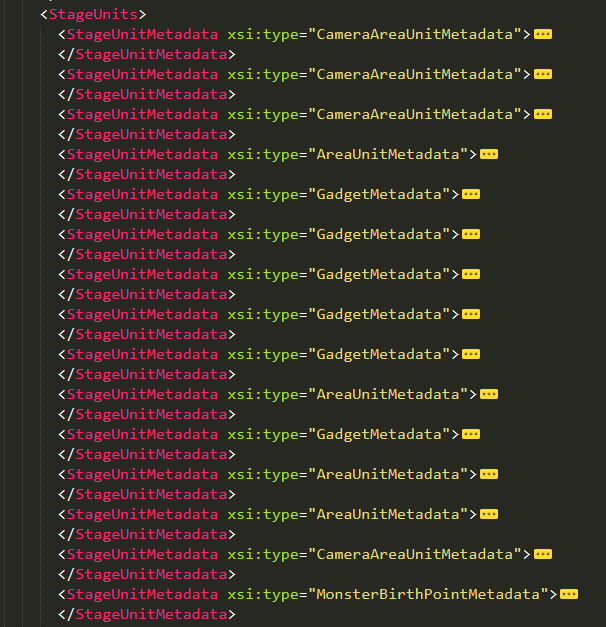 <StageUnits>
<StageUnitMetadata xsi:type="CameraAreaUnitMetadata">
</StageUnitMetadata>
<StageUnitMetadata xsi:type="CameraAreaUnitMetadata">
</StageUnitMetadata>
<StageUnitMetadata xsi:type="CameraAreaUnitMetadata">
</StageUnitMetadata>
<StageUnitMetadata xsi:type="AreaUnitMetadata">
</StageUnitMetadata>
<StageUnitMetadata xsi:type="GadgetMetadata">
</StageUnitMetadata>
<StageUnitMetadata xsi:type="GadgetMetadata">
</StageUnitMetadata>
<StageUnitMetadata xsi:type="GadgetMetadata">
</StageUnitMetadata>
<StageUnitMetadata xsi:type="GadgetMetadata">
</StageUnitMetadata>
<StageUnitMetadata xsi:type="GadgetMetadata">
</StageUnitMetadata>
<StageUnitMetadata xsi:type="AreaUnitMetadata">
</StageUnitMetadata>
<StageUnitMetadata xsi:type="GadgetMetadata">
</StageUnitMetadata>
<StageUnitMetadata xsi:type="AreaUnitMetadata">
</StageUnitMetadata>
<StageUnitMetadata xsi:type="AreaUnitMetadata">
</StageUnitMetadata>
<StageUnitMetadata xsi:type="CameraAreaUnitMetadata">
</StageUnitMetadata>
<StageUnitMetadata xsi:type="MonsterBirthPointMetadata">
</StageUnitMetadata>